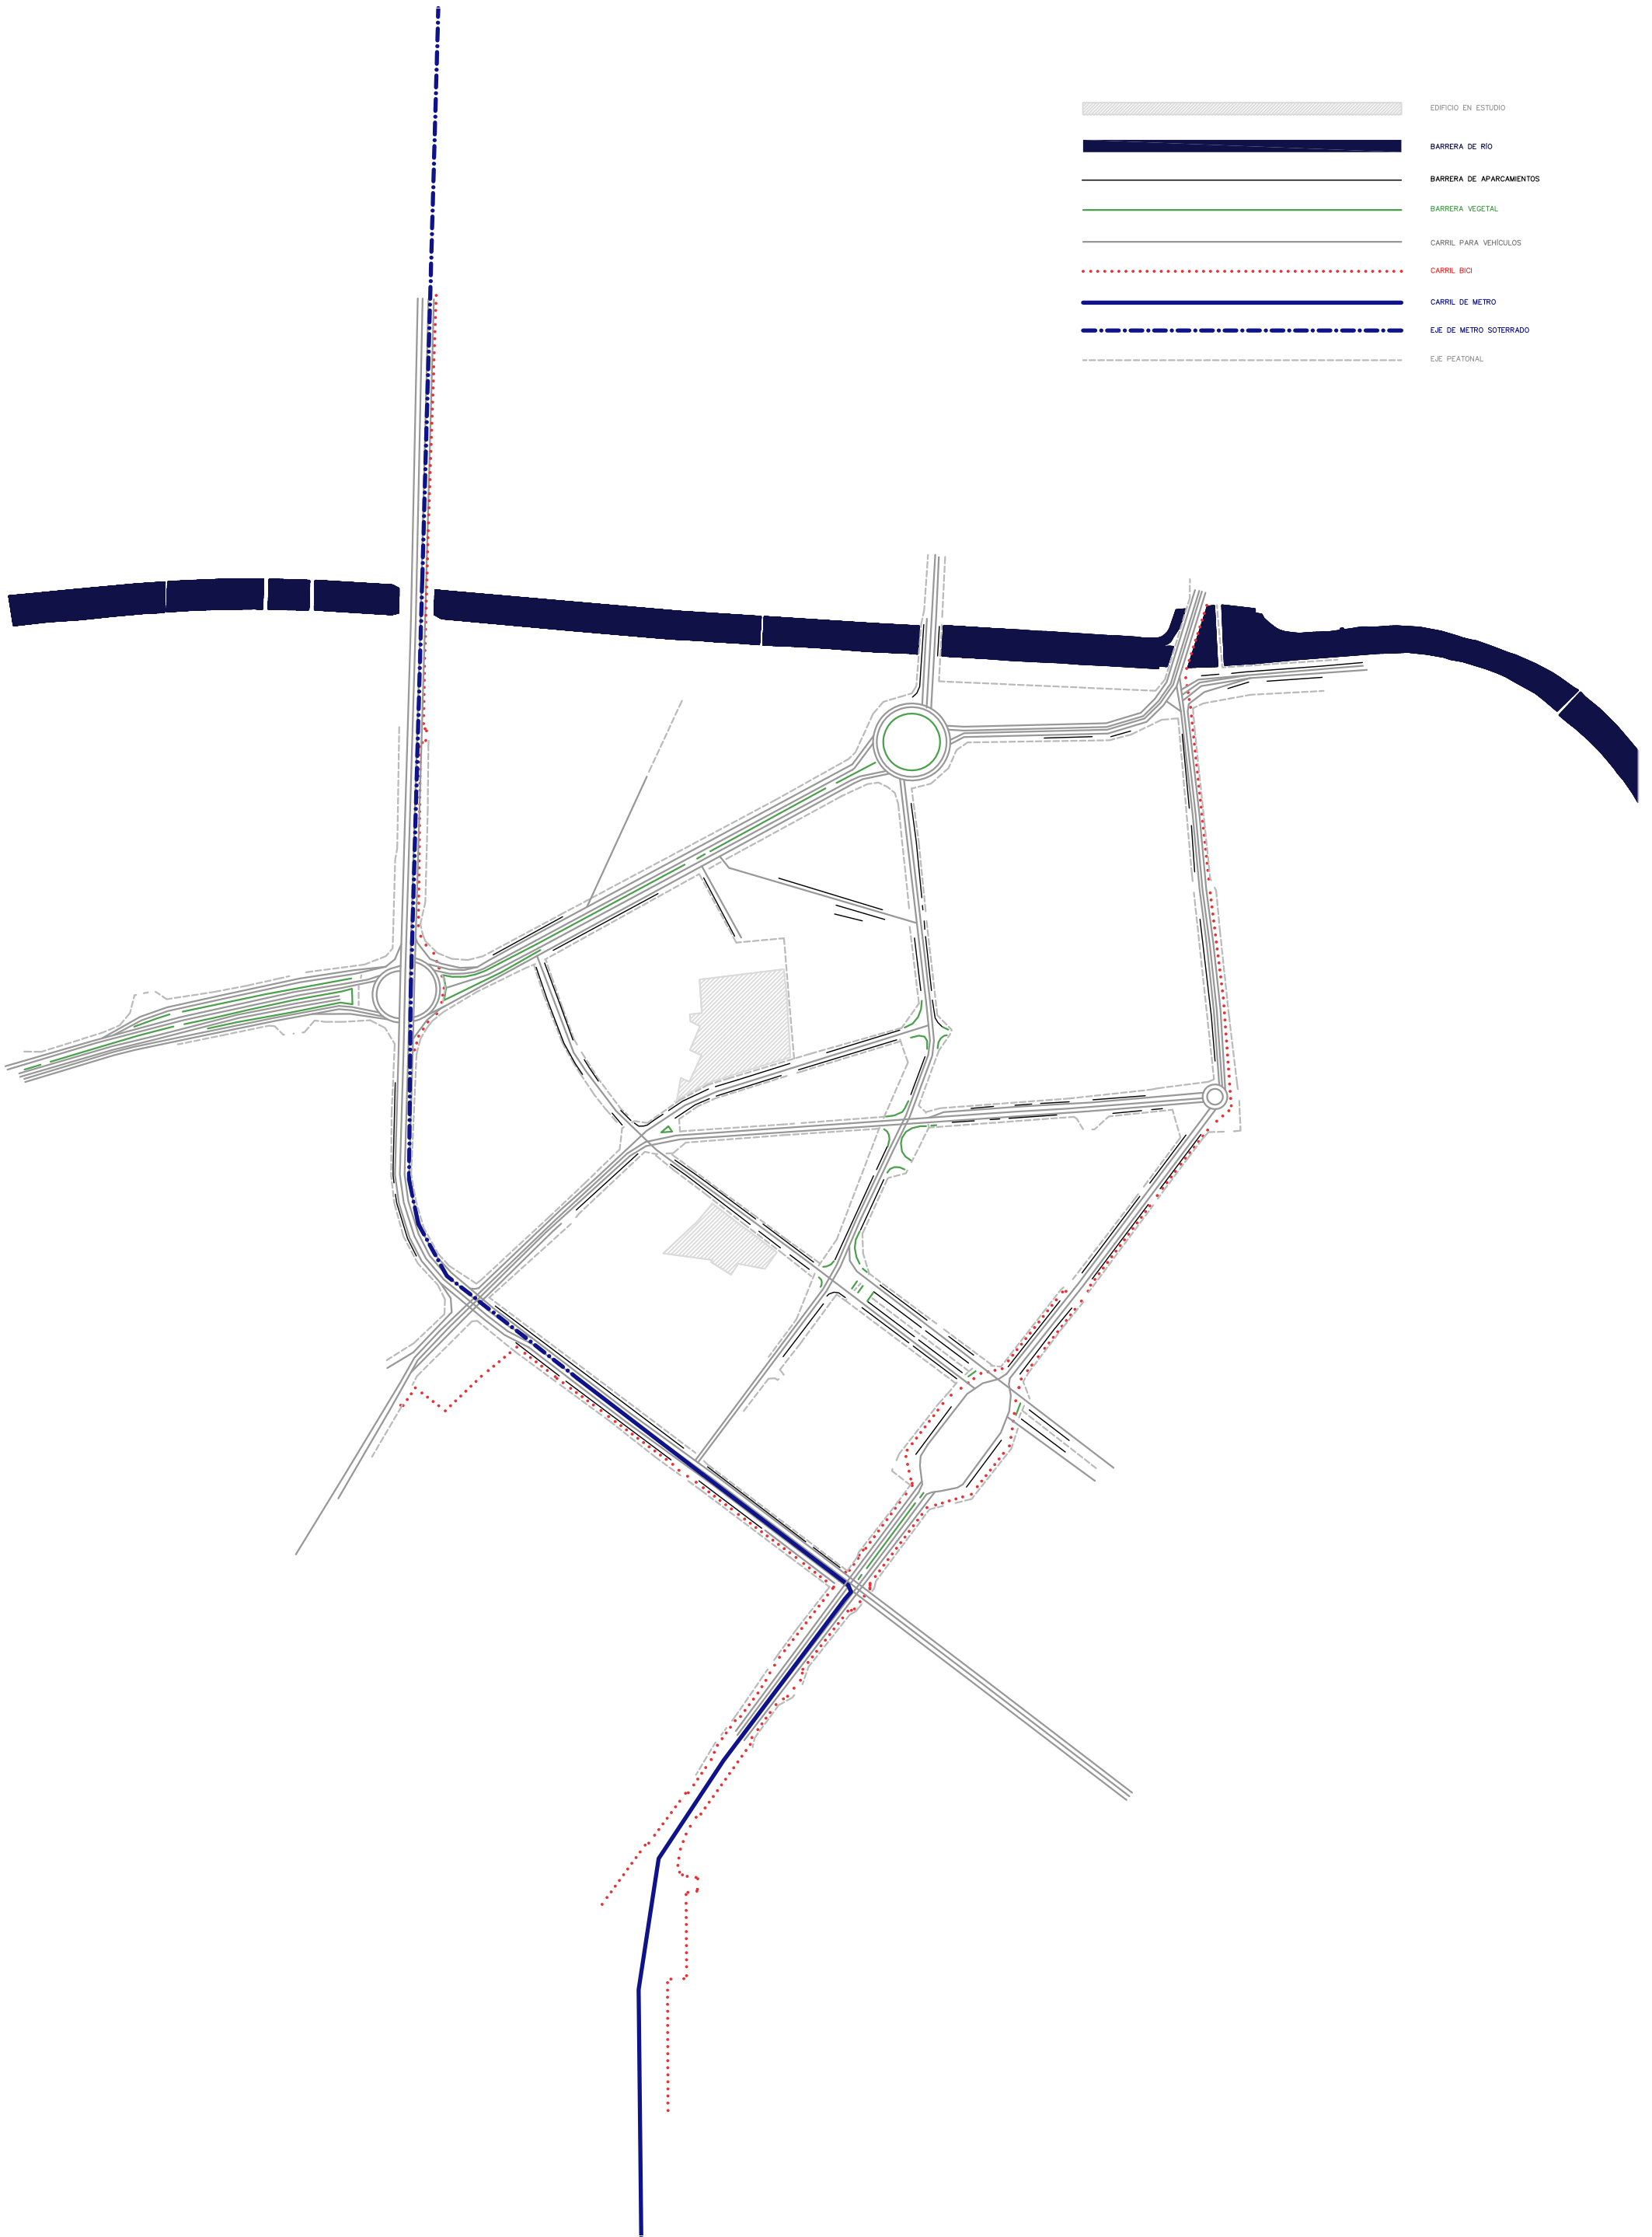 EDIFICIO EN ESTUDIO
BARRERA DE RÍO
BARRERA DE APARCAMIENTOS
BARRERA VEGETAL
CARRIL PARA VEHÍCULOS
CARRIL BICI
CARRIL DE METRO
EJE DE METRO SOTERRADO
EJE PEATONAL